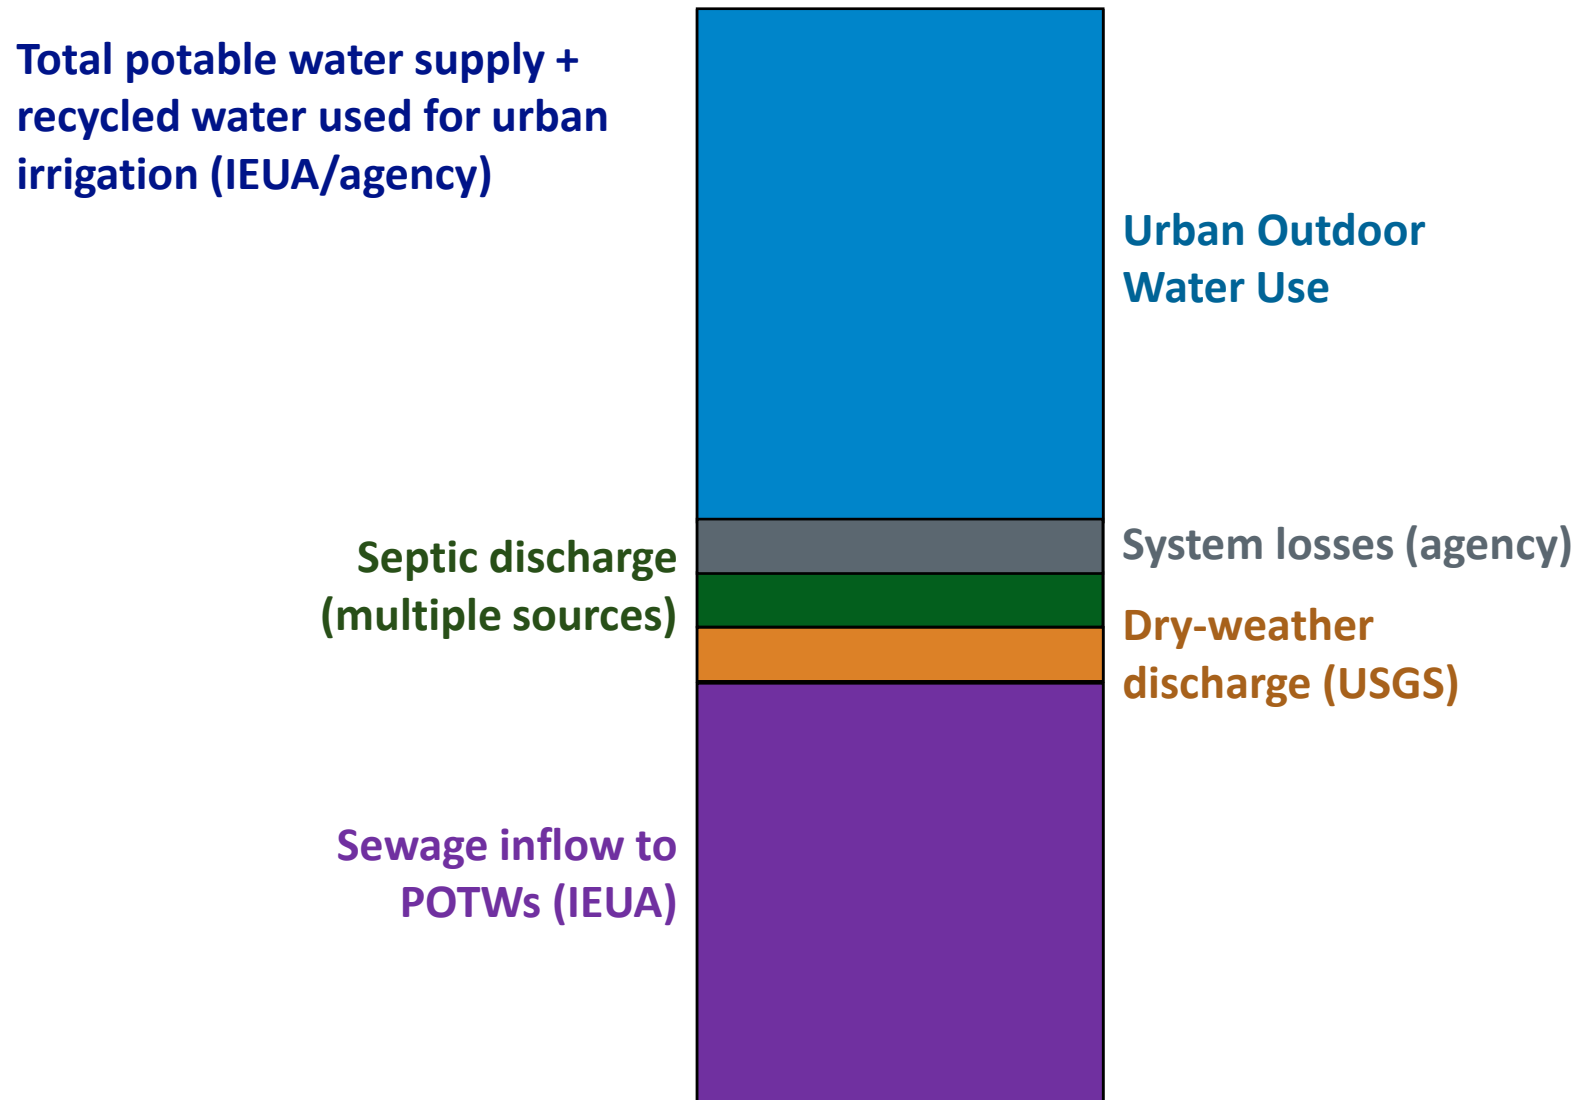 Total potable water supply +
recycled water used for urban
irrigation (IEUA/agency)
Urban Outdoor
Water Use
System losses (agency)
Septic discharge
(multiple sources)
Dry-weather
discharge (USGS)
Sewage inflow to
POTWs (IEUA)